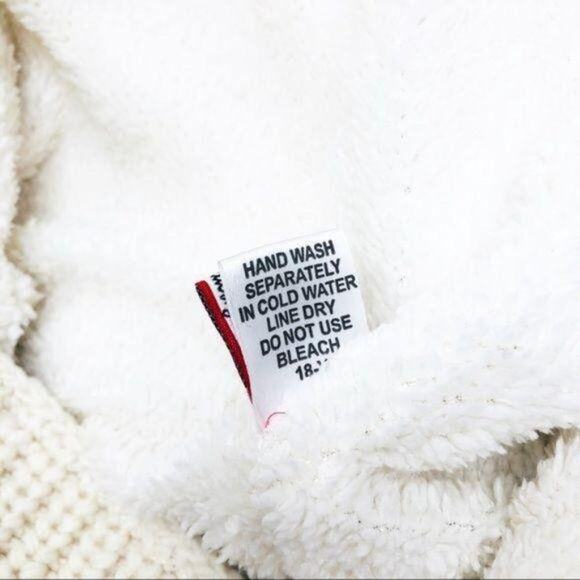 HAND WASH
SEPARATELY
IN COLD WATER
LINE DRY
DO NOT USE
BLEACH